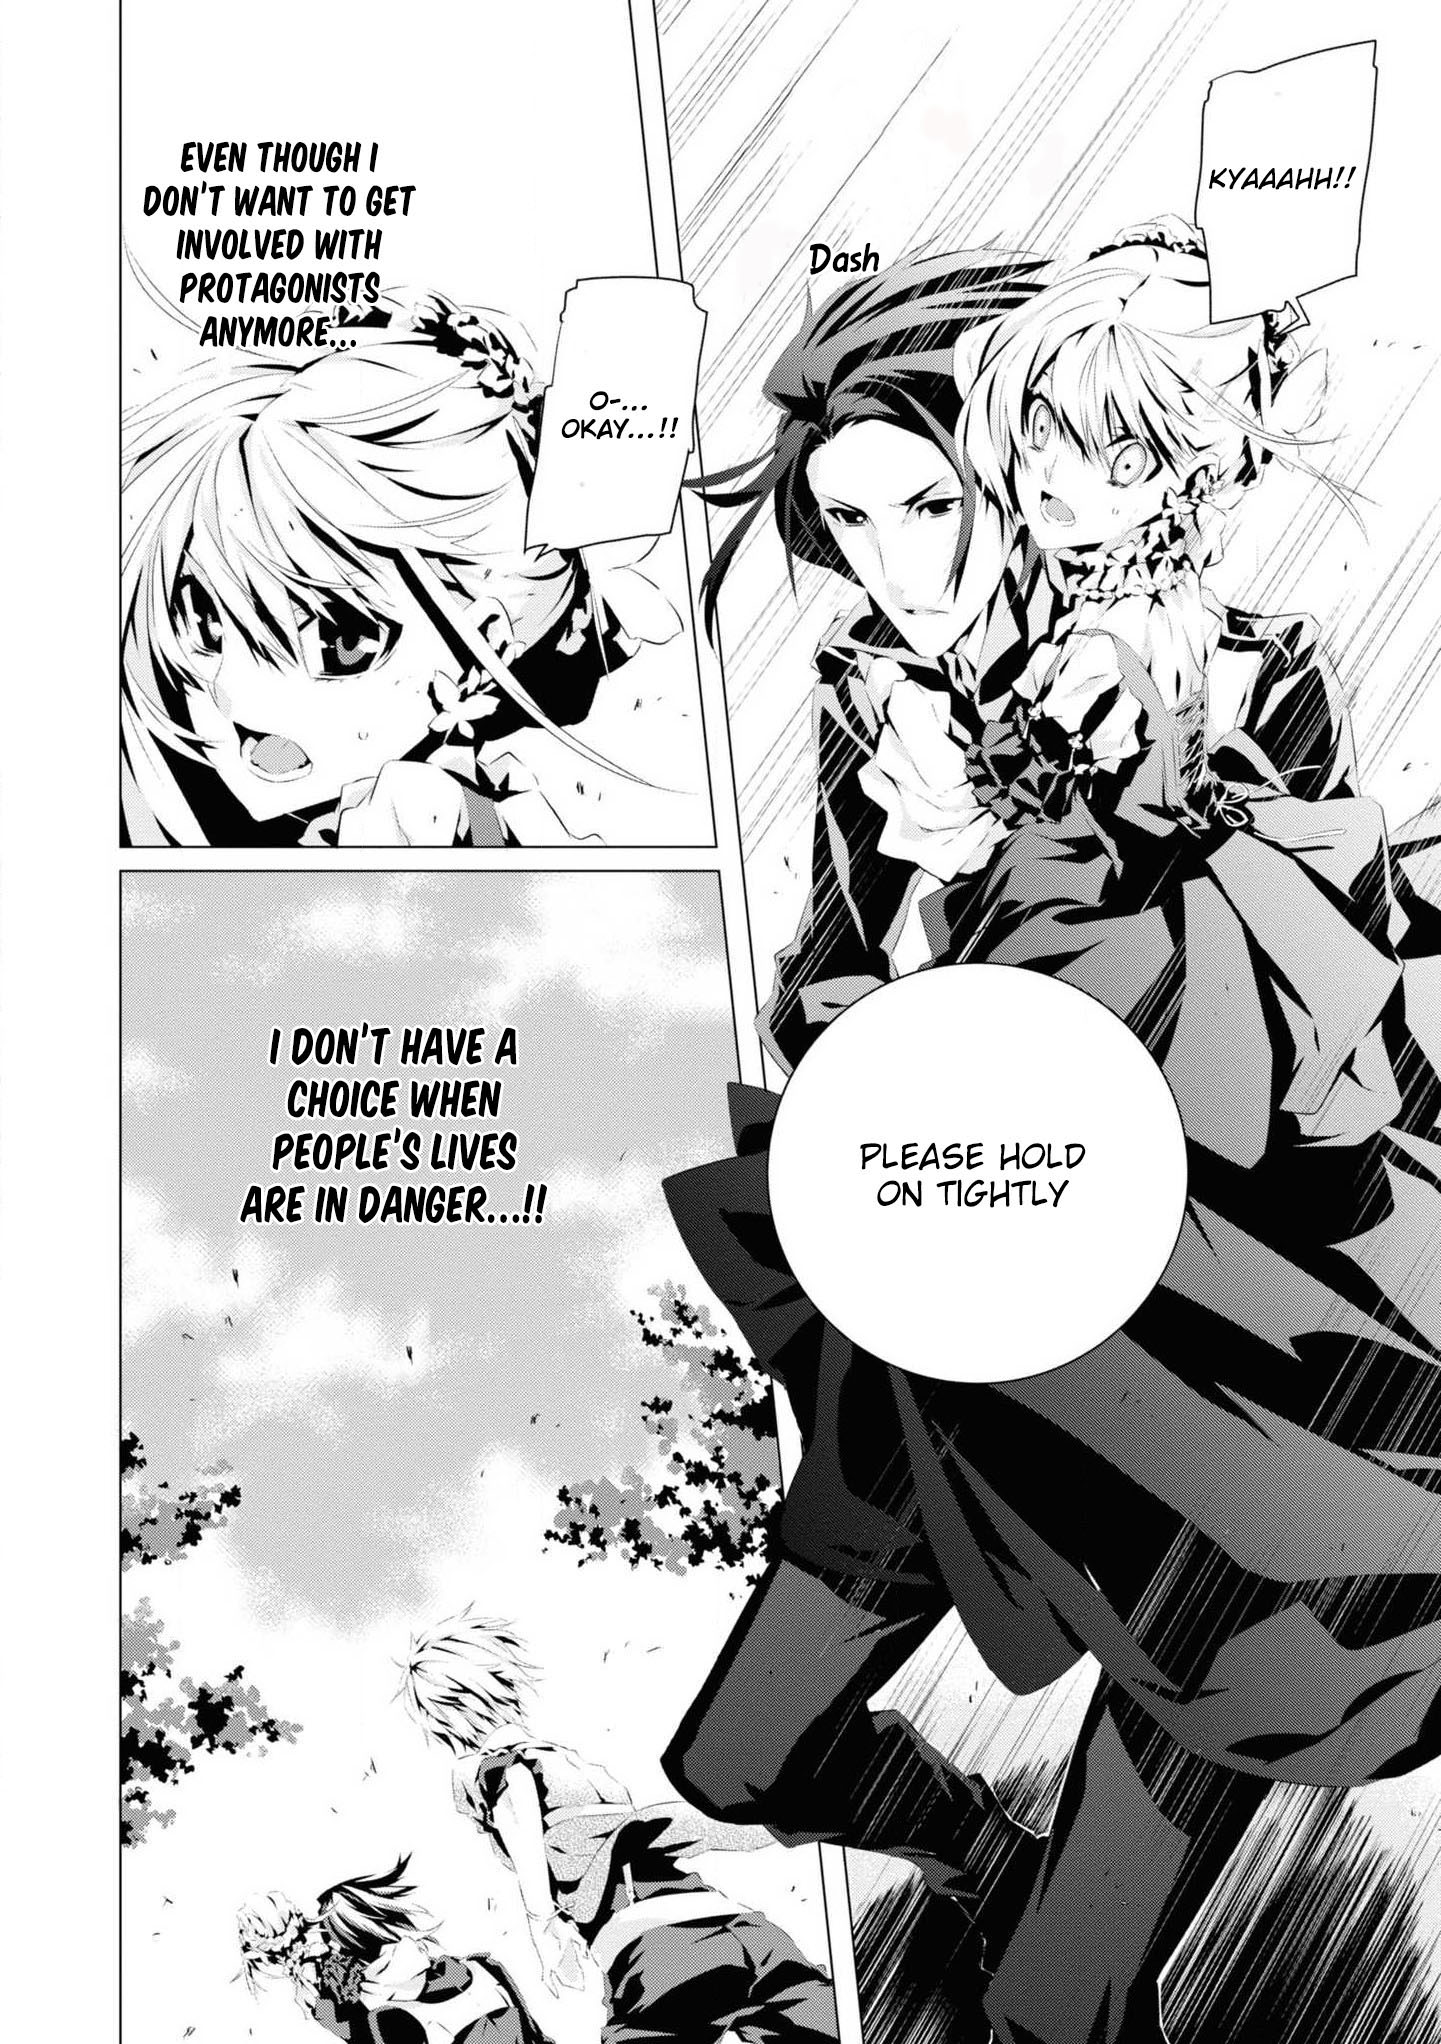 KYAAAHH!!
Dash
PLEASE HOLD
ON TIGHTLY
O-...
OKAY...!!
EVEN THOUGH I
DON'T WANT TO GET
INVOLVED WITH
PROTAGONISTS
ANYMORE...
I DON'T HAVE A
CHOICE WHEN
PEOPLE'S LIVES
ARE IN DANGER...!!